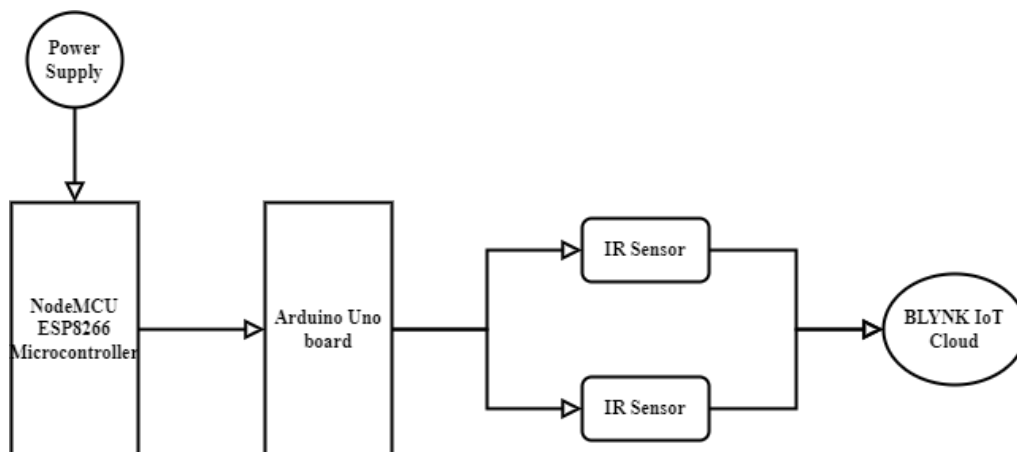 Power
Supply
NodeMCU
ESP8266
Microcontroller
Arduino Uno
board
IR Sensor
IR Sensor
BLYNK IoT
Cloud